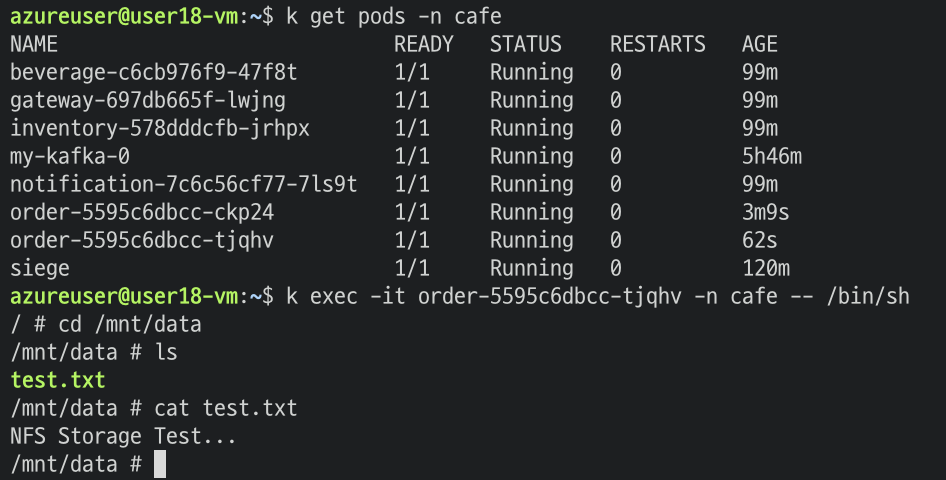 azureuser@user18-vm:~$ k get pods -n cafe
NAME READY STATUS RESTARTS AGE
beverage-c6cb976f9-47f8t 1/1 Running 0 99m
gateway-697db665f-lwjng 1/1 Running 0 99m
inventory-578dddcfb-jrhpx 1/1 Running 0 99m
my-kafka-0 1/1 Running 0 5h46m
notification-7c6c56cf77-7ls9t 1/1 Running 0 99m
order-5595c6dbcc-ckp24 1/1 Running 0 3m9s
order-5595c6dbcc-tjqhv 1/1 Running 0 62s
siege 1/1 Running 0 120m
azureuser@user18-vm:~$ k exec -it order-5595c6dbcc-tjqhv -n cafe -- /bin/sh
/ # cd /mnt/data
/mnt/data # ls
test.txt
/mnt/data # cat test.txt
NFS Storage Test...
/mnt/data #